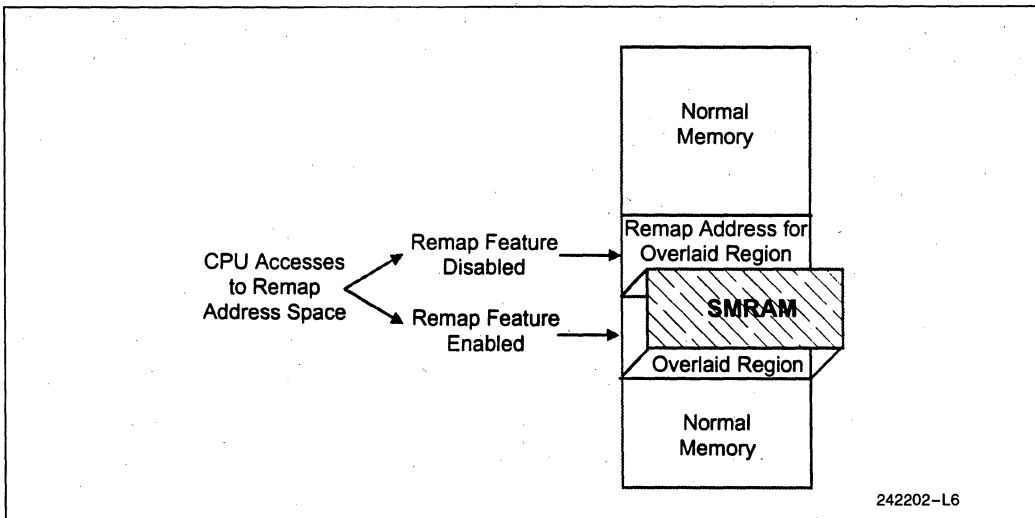 Normal
Memory
Remap Address for
Overlaid Region
CPU Accesses
to Remap
Address Space
Remap Feature
Disabled
Remap Feature
Enabled
SMRAM
Overlaid Region
Normal
Memory
242202-L6